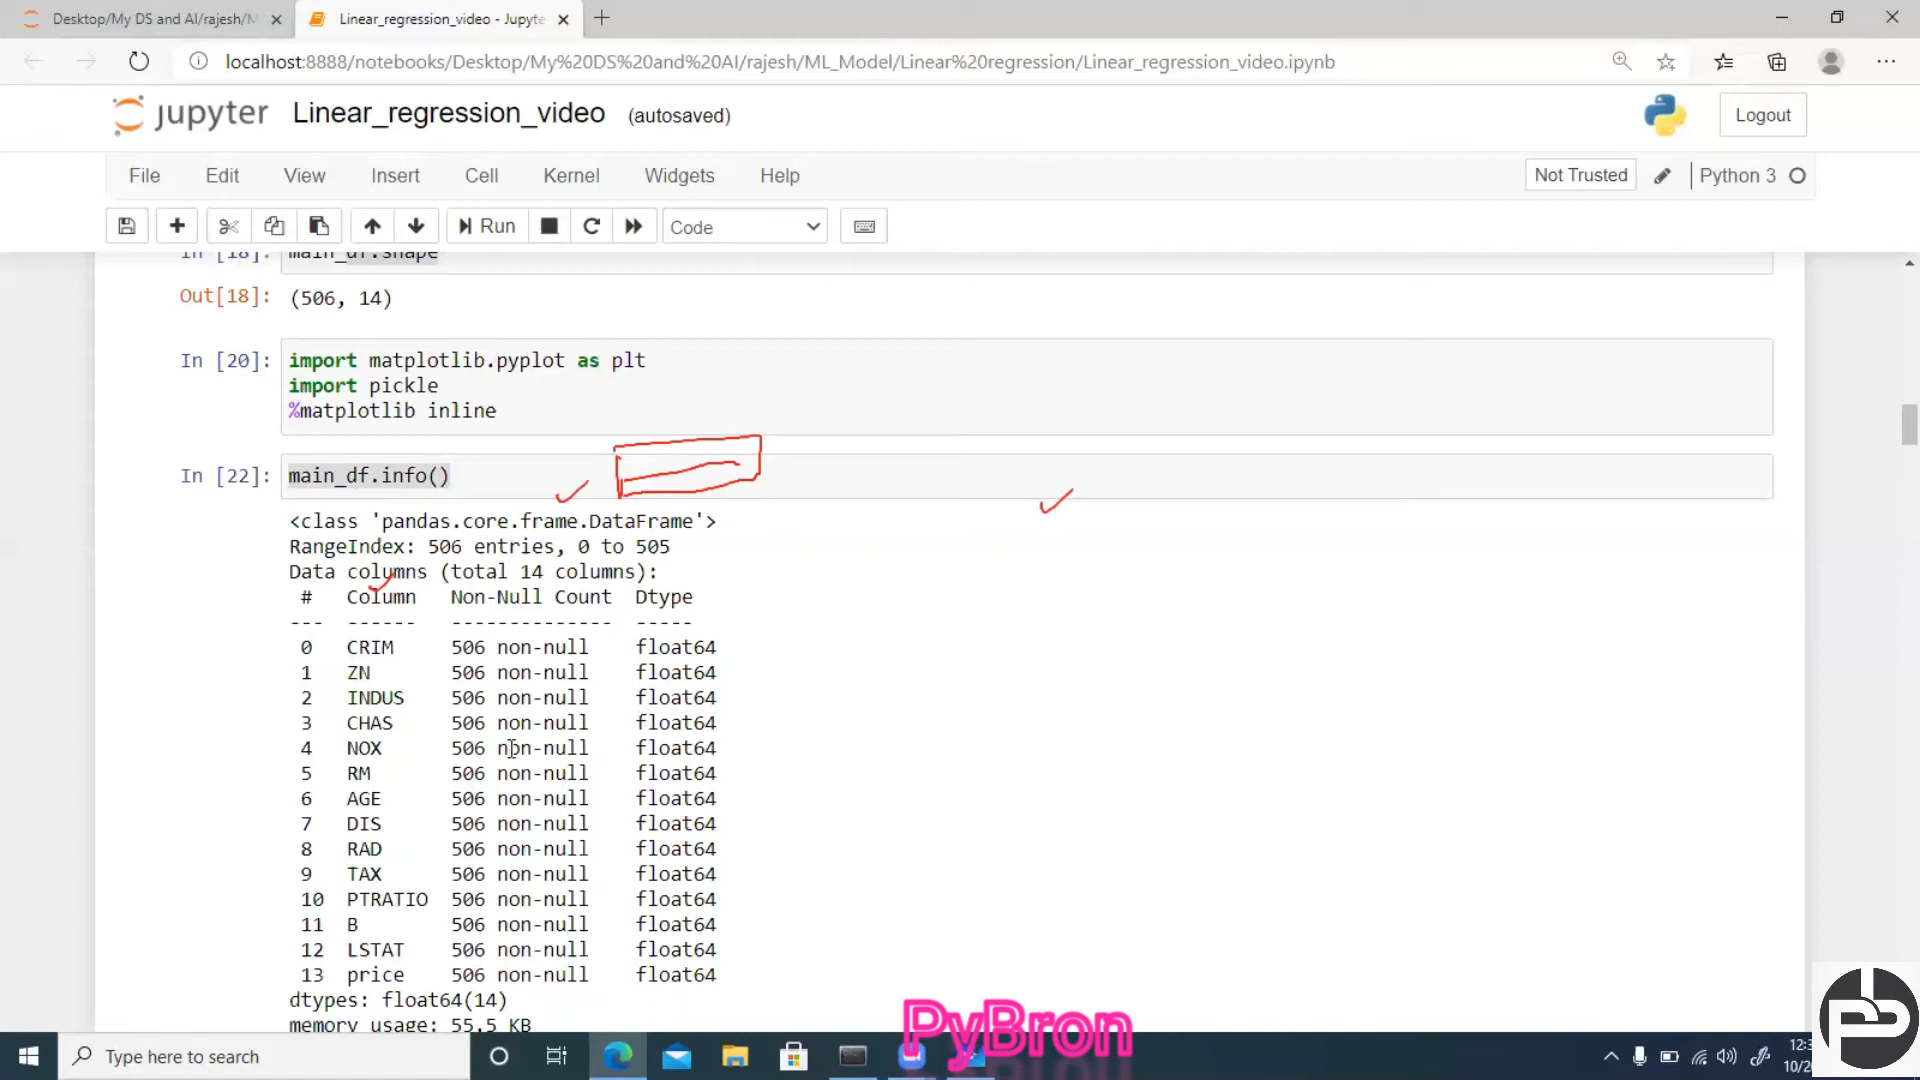 Desktop/My DS and AI/rajesh/M
Linear_regression_video - Jupyte
localhost:8888/notebooks/Desktop/My%20DS%20and%20AI/rajesh/ML_Model/Linear%20regression/Linear_regression_video.ipynb
jupyter Linear_regression_video (autosaved)
Logout
File Edit View Insert Cell Kernel Widgets Help
Not Trusted Python 3
Run Code
In [18]: main_df.shape
Out[18]: (506, 14)
In [20]: import matplotlib.pyplot as plt
import pickle
%matplotlib inline
In [22]: main_df.info()
<class 'pandas.core.frame.DataFrame'>
RangeIndex: 506 entries, 0 to 505
Data columns (total 14 columns):
# Column Non-Null Count Dtype
--- ------ -------------- -----
0 CRIM 506 non-null float64
1 ZN 506 non-null float64
2 INDUS 506 non-null float64
3 CHAS 506 non-null float64
4 NOX 506 non-null float64
5 RM 506 non-null float64
6 AGE 506 non-null float64
7 DIS 506 non-null float64
8 RAD 506 non-null float64
9 TAX 506 non-null float64
10 PTRATIO 506 non-null float64
11 B 506 non-null float64
12 LSTAT 506 non-null float64
13 price 506 non-null float64
dtypes: float64(14)
memory usage: 55.5 KB
PyBron
Type here to search
12:3
10/2